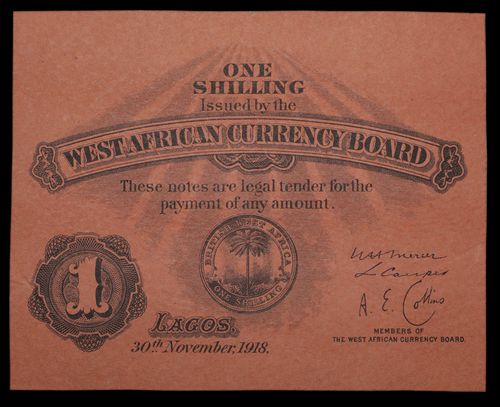 ONE
SHILLING
Issued by the
WEST AFRICAN CURRENCY BOARD
These notes are legal tender for the
payment of any amount.
BRITISH WEST AFRICA
ONE SHILLING
1
LAGOS,
30th November, 1918.
A. E. Collins
MEMBERS OF
THE WEST AFRICAN CURRENCY BOARD.